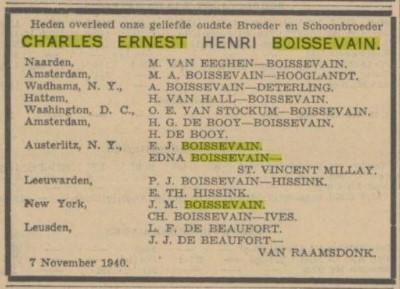 Heden overleed onze geliefde oudste Broeder en Schoonbroeder
CHARLES ERNEST HENRI BOISSEVAIN.
Naarden, M. VAN EEGHEN—BOISSEVAIN.
Amsterdam, M. A. BOISSEVAIN—HOOGLANDT.
Wadhams, N. Y., A. BOISSEVAIN—DETERLING.
Hattem, H. VAN HALL—BOISSEVAIN.
Washington, D. C., O. E. VAN STOCKUM—BOISSEVAIN.
Amsterdam, H. G. DE BOOY—BOISSEVAIN.
H. DE BOOY.
Austerlitz, N. Y., E. J. BOISSEVAIN.
EDNA BOISSEVAIN—
ST. VINCENT MILLAY.
Leeuwarden, P. J. BOISSEVAIN—HISSINK.
E. TH. HISSINK.
New York, J. M. BOISSEVAIN.
CH. BOISSEVAIN—IVES.
Leusden, L. F. DE BEAUFORT.
J. J. DE BEAUFORT—
VAN RAAMSDONK.
7 November 1940.